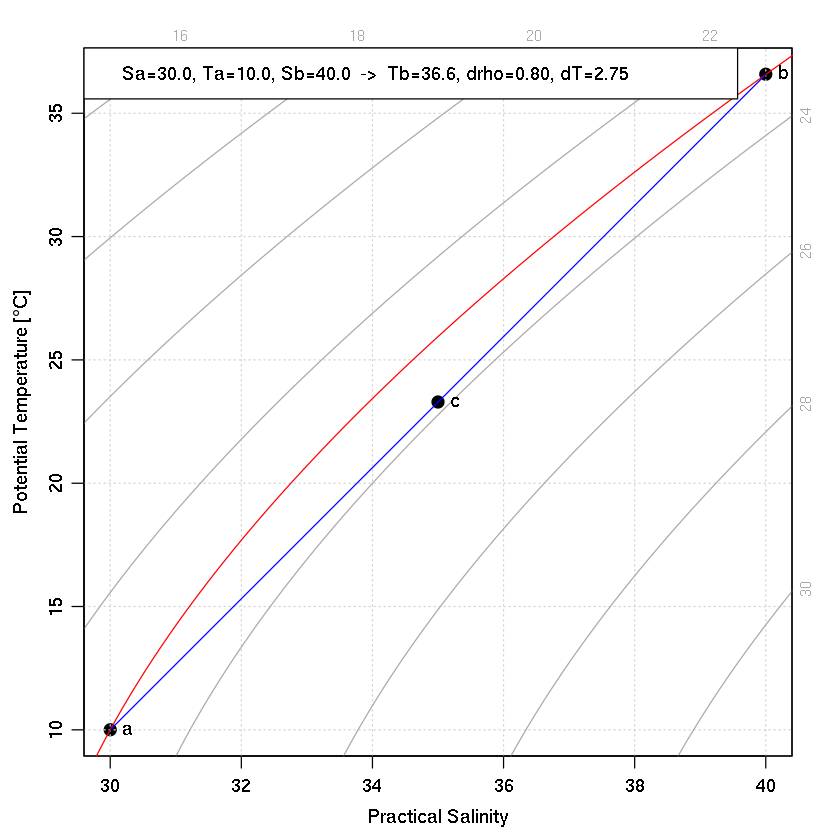 16 18 20 22
Sa=30.0, Ta=10.0, Sb=40.0 -> Tb=36.6, drho=0.80, dT=2.75
b
35
24
30
26
25
c
28
20
15
30
10
a
30 32 34 36 38 40
Practical Salinity
Potential Temperature [°C]